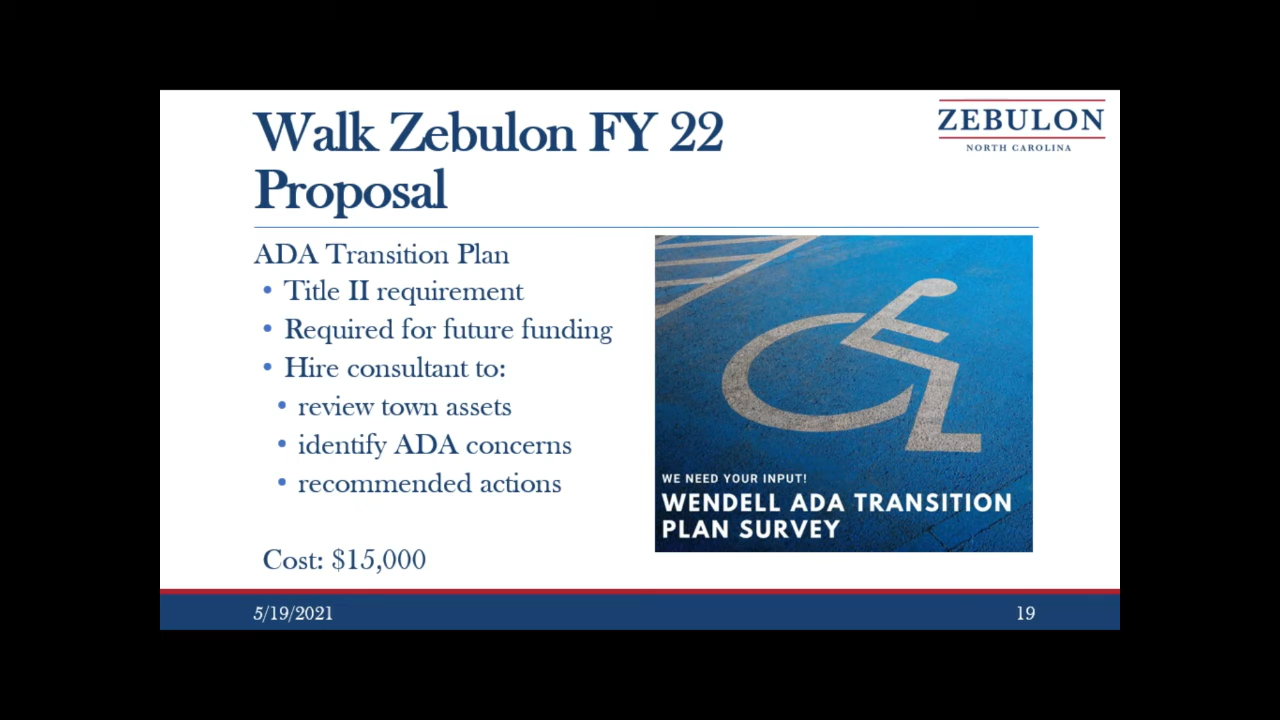 Walk Zebulon FY 22
Proposal
ZEBULON
NORTH CAROLINA
ADA Transition Plan
• Title II requirement
• Required for future funding
• Hire consultant to:
• review town assets
• identify ADA concerns
• recommended actions
Cost: $15,000
WE NEED YOUR INPUT!
WENDELL ADA TRANSITION
PLAN SURVEY
5/19/2021
19